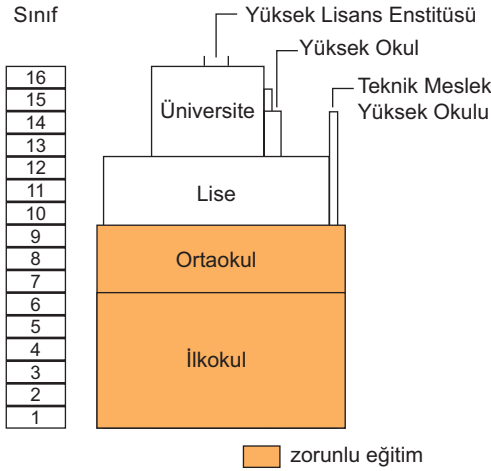 Sınıf
Yüksek Lisans Enstitüsü
Yüksek Okul
Teknik Meslek
Yüksek Okulu
16
15
14
13
12
11
10
9
8
7
6
5
4
3
2
1
Üniversite
Lise
Ortaokul
İlkokul
zorunlu eğitim